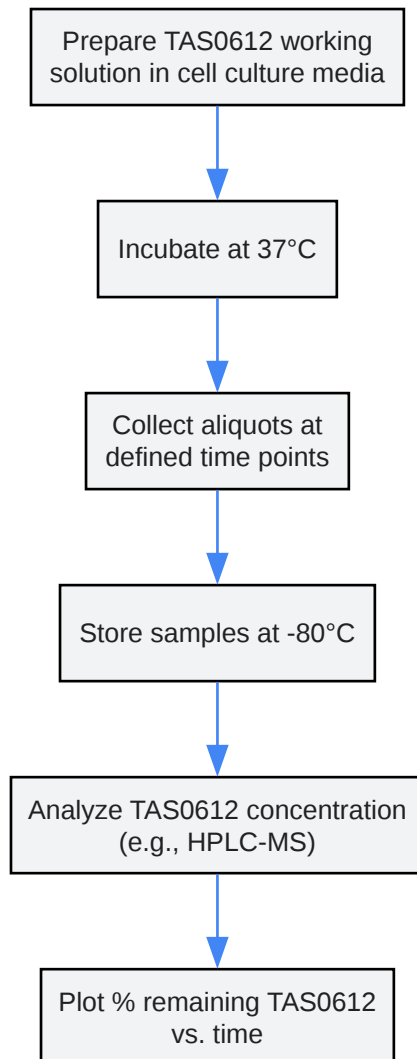 Prepare TAS0612 working
solution in cell culture media
Incubate at 37°C
Collect aliquots at
defined time points
Store samples at -80°C
Analyze TAS0612 concentration
(e.g., HPLC-MS)
Plot % remaining TAS0612
vs. time